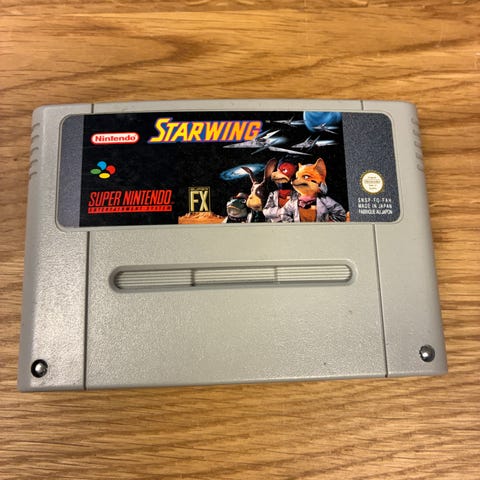 Nintendo
STARWING
SUPER NINTENDO
ENTERTAINMENT SYSTEM
FX
SNSP-FO-FAH
MADE IN JAPAN
FABRIQUE AU JAPON